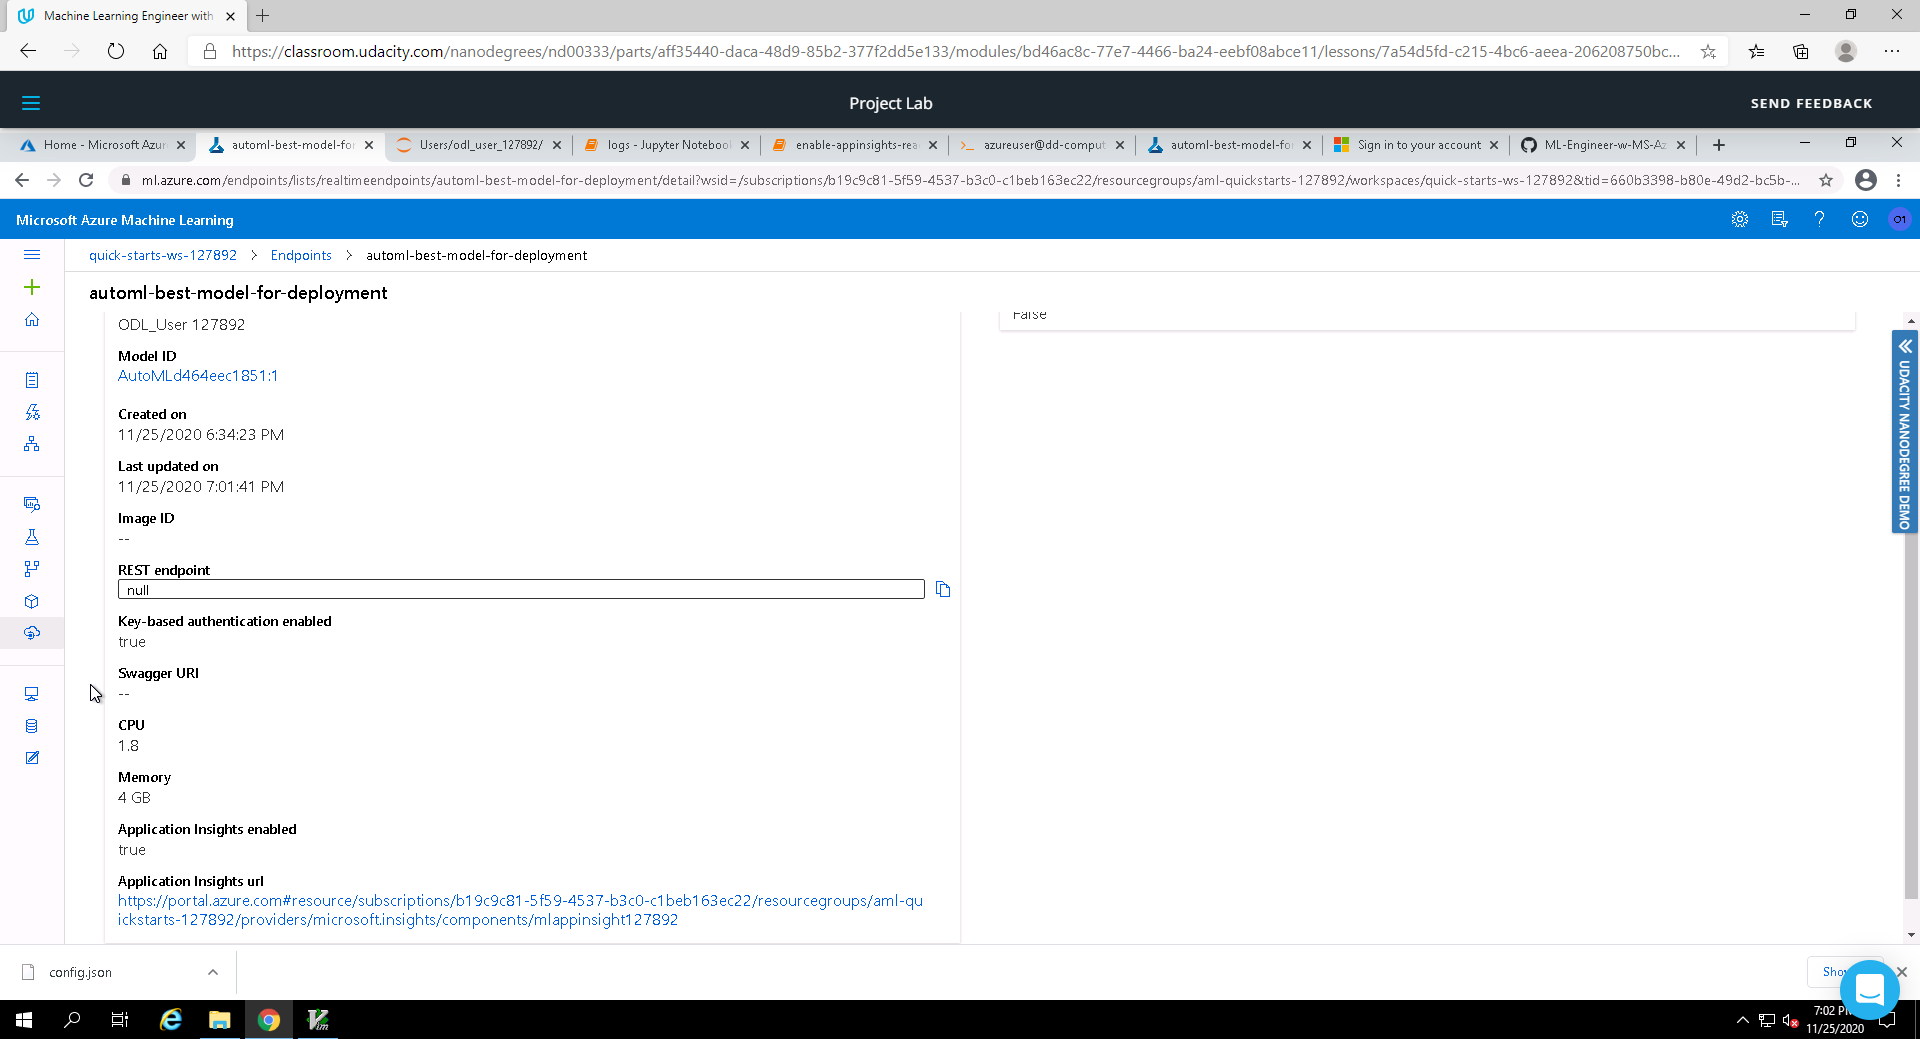 Machine Learning Engineer with
https://classroom.udacity.com/nanodegrees/nd00333/parts/aff35440-daca-48d9-85b2-377f2dd5e133/modules/bd46ac8c-77e7-4466-ba24-eebf08abce11/lessons/7a54d5fd-c215-4bc6-aeea-206208750bc...
Project Lab
SEND FEEDBACK
Home - Microsoft Azur
automl-best-model-for
Users/odl_user_127892/
logs - Jupyter Notebook
enable-appinsights-rea
azureuser@dd-comput
automl-best-model-for
Sign in to your account
ML-Engineer-w-MS-Az
ml.azure.com/endpoints/lists/realtimeendpoints/automl-best-model-for-deployment/detail?wsid=/subscriptions/b19c9c81-5f59-4537-b3c0-c1beb163ec22/resourcegroups/aml-quickstarts-127892/workspaces/quick-starts-ws-127892&tid=660b3398-b80e-49d2-bc5b-...
Microsoft Azure Machine Learning
O1
quick-starts-ws-127892 > Endpoints > automl-best-model-for-deployment
automl-best-model-for-deployment
ODL_User 127892
False
Model ID
AutoMLd464eec1851:1
Created on
11/25/2020 6:34:23 PM
Last updated on
11/25/2020 7:01:41 PM
Image ID
--
REST endpoint
null
Key-based authentication enabled
true
Swagger URI
--
CPU
1.8
Memory
4 GB
Application Insights enabled
true
Application Insights url
https://portal.azure.com#resource/subscriptions/b19c9c81-5f59-4537-b3c0-c1beb163ec22/resourcegroups/aml-qu
ickstarts-127892/providers/microsoft.insights/components/mlappinsight127892
UDACITY NANODEGREE DEMO
config.json
Sho
7:02 P
11/25/2020